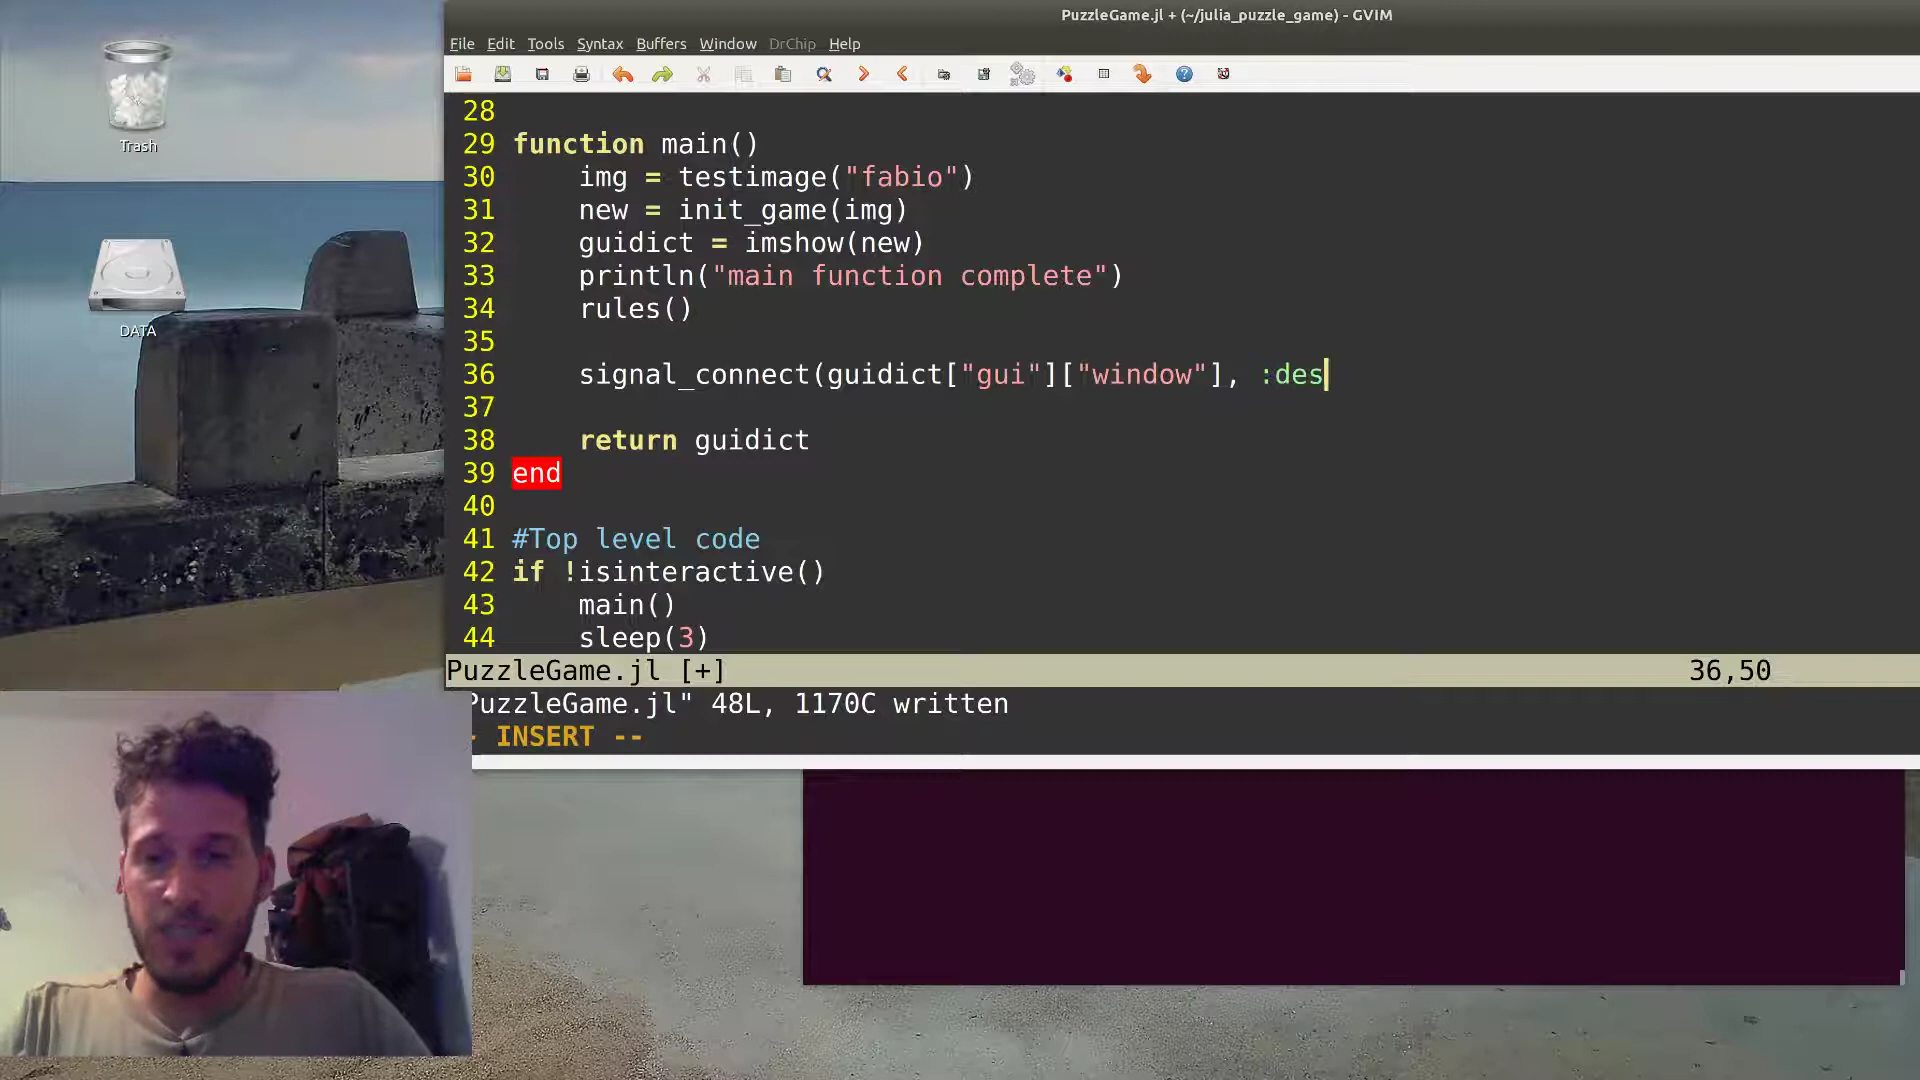 PuzzleGame.jl + (~/julia_puzzle_game) - GVIM
File Edit Tools Syntax Buffers Window DrChip Help
Trash
DATA
28
29 function main()
30 img = testimage("fabio")
31 new = init_game(img)
32 guidict = imshow(new)
33 println("main function complete")
34 rules()
35
36 signal_connect(guidict["gui"]["window"], :des
37
38 return guidict
39 end
40
41 #Top level code
42 if !isinteractive()
43 main()
44 sleep(3)
PuzzleGame.jl [+] 36,50
PuzzleGame.jl" 48L, 1170C written
- INSERT --